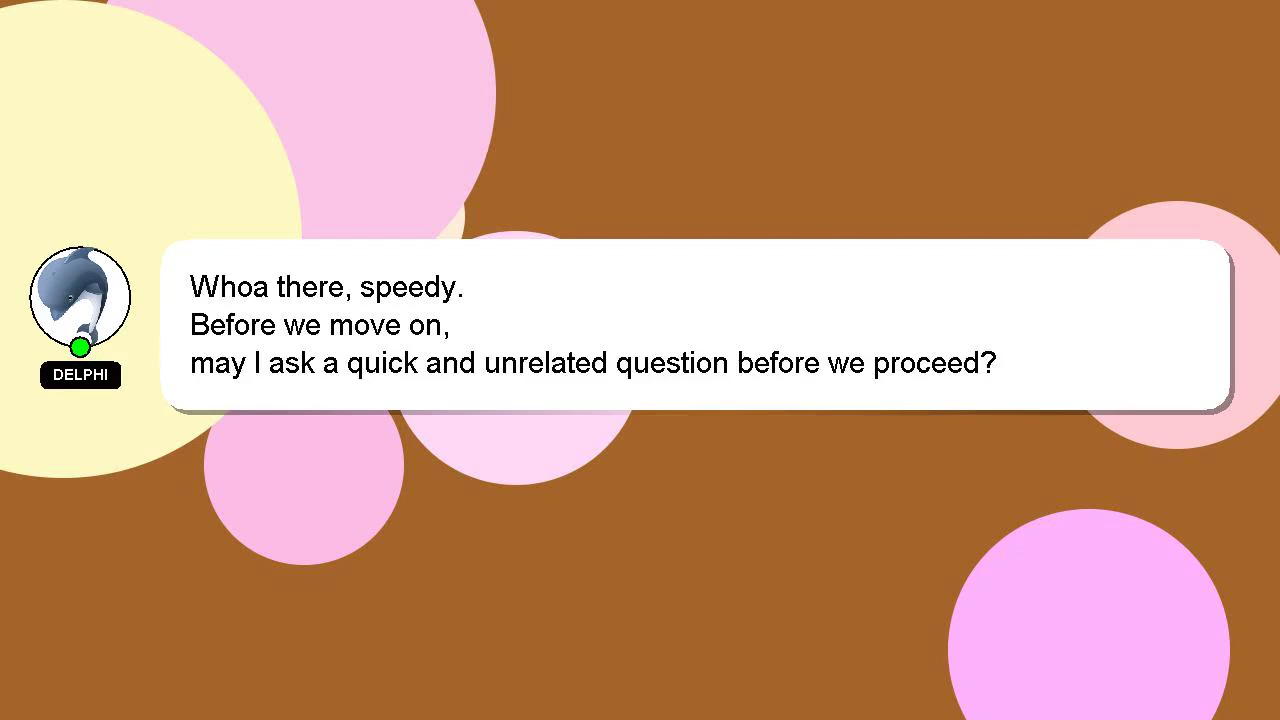 Whoa there, speedy.
Before we move on,
may I ask a quick and unrelated question before we proceed?
DELPHI